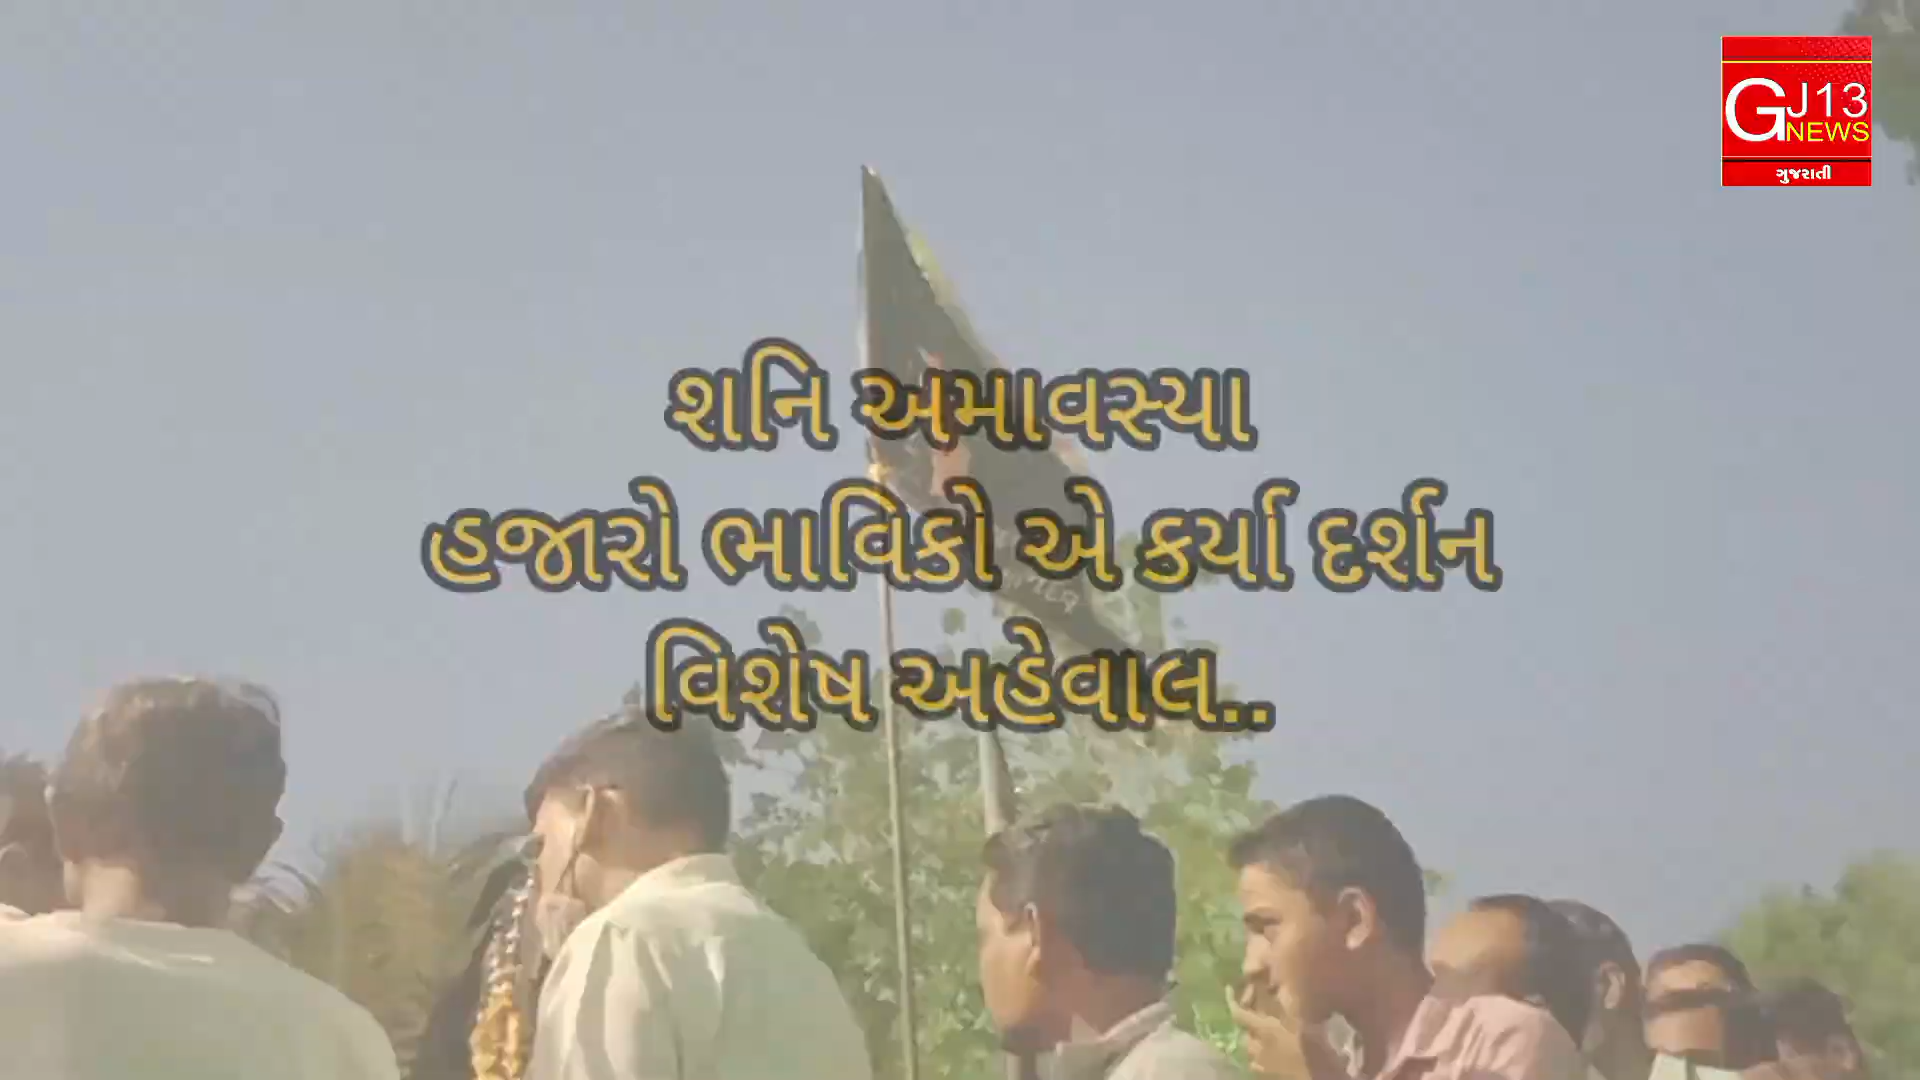 GJ13
NEWS
ગુજરાતી
શનિ અમાવસ્યા
હજારો ભાવિકો એ કર્યા દર્શન
વિશેષ અહેવાલ..